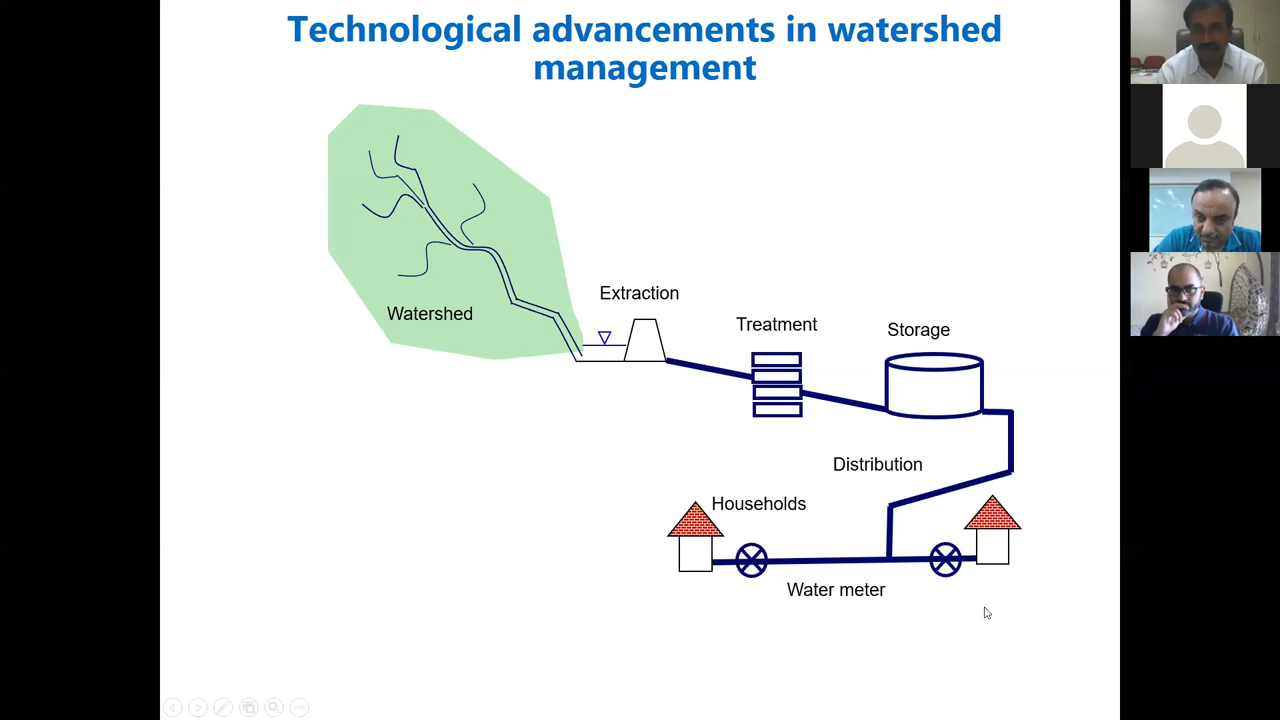 Technological advancements in watershed
management
Extraction
Watershed
Treatment
Storage
Distribution
Households
Water meter